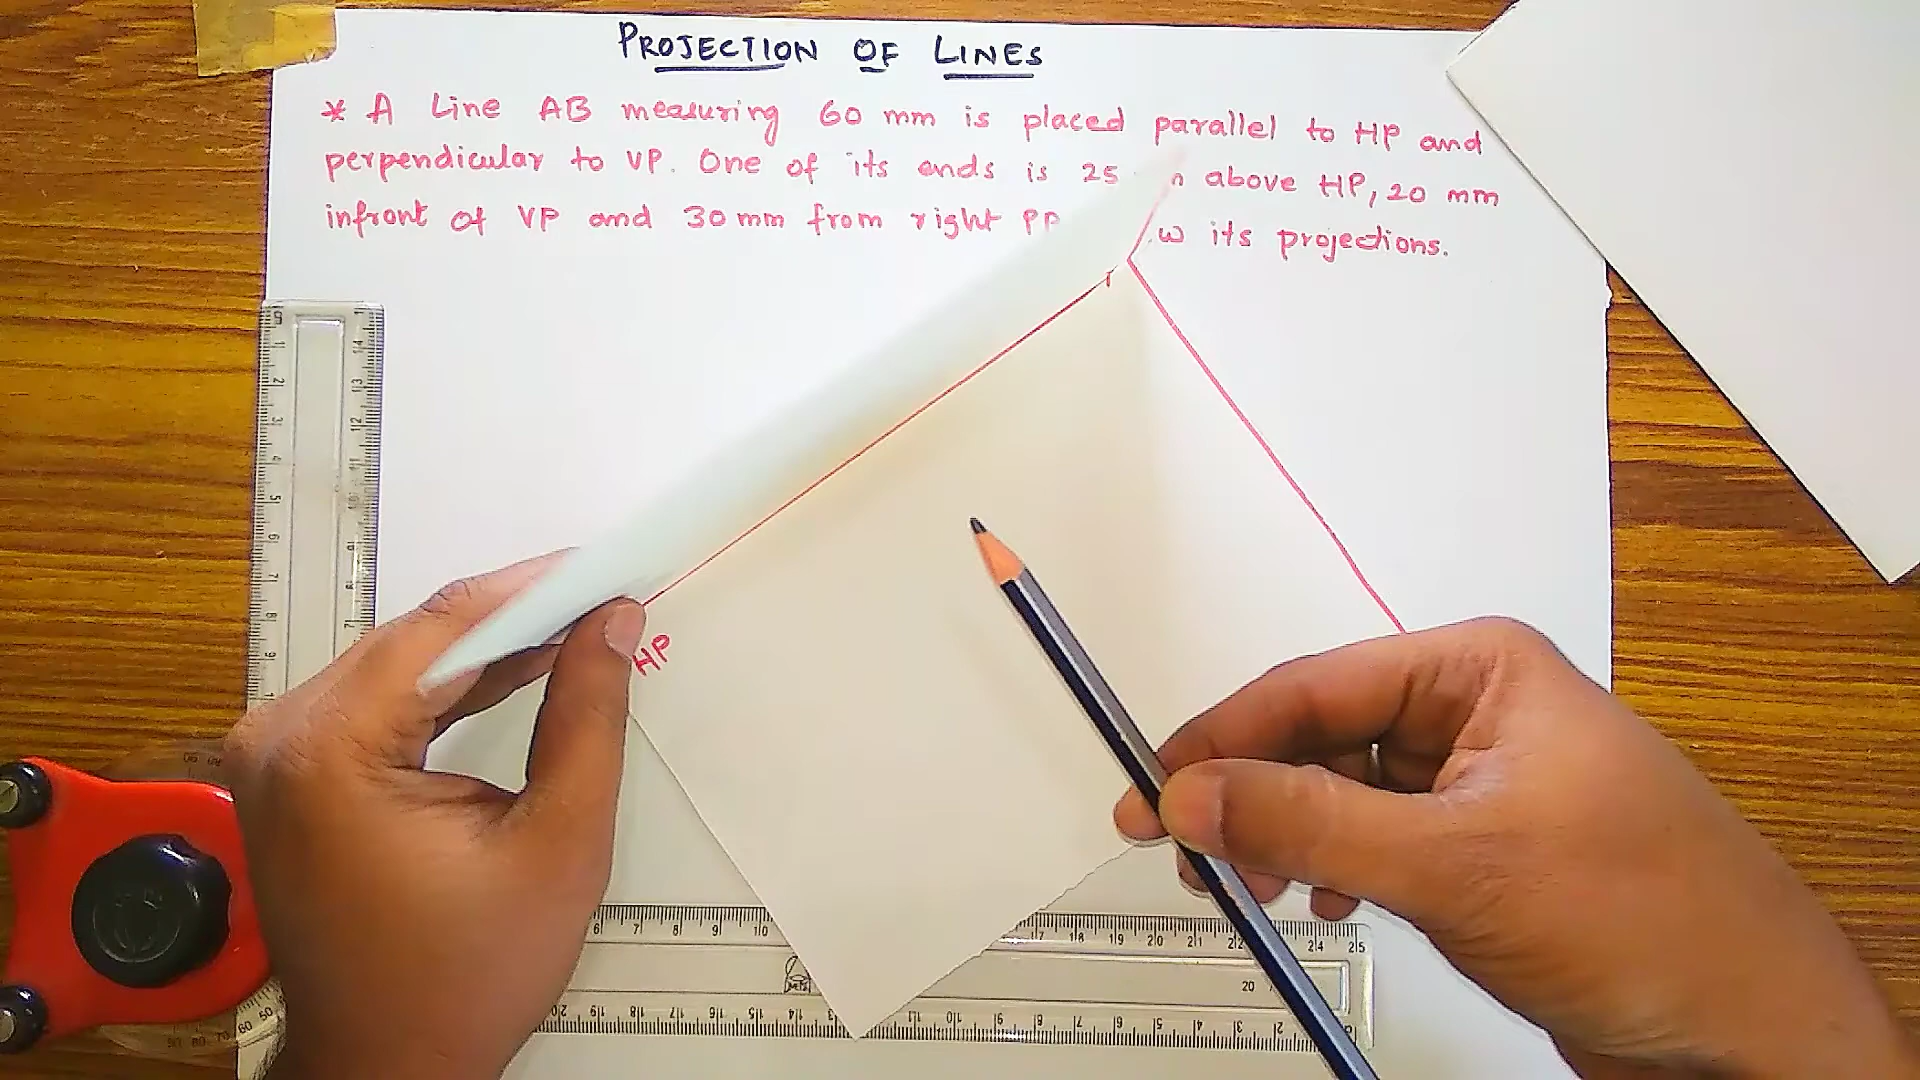 PROJECTION OF LINES
* A Line AB measuring 60 mm is placed parallel to HP and
perpendicular to VP. One of its ends is 25 above HP, 20 mm
infront of VP and 30 mm from right PP its projections.
HP